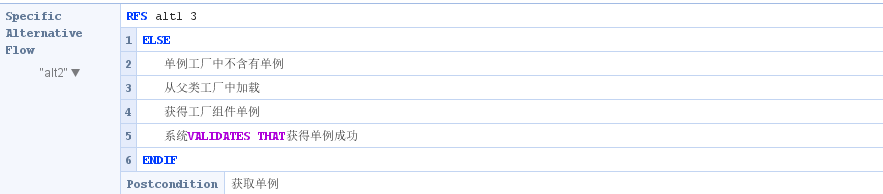 Specific
Alternative
Flow
"alt2" ▼
RFS altl 3
1 ELSE
2 单例工厂中不含有单例
3 从父类工厂中加载
4 获得工厂组件单例
5 系统VALIDATES THAT获得单例成功
6 ENDIF
Postcondition 获取单例